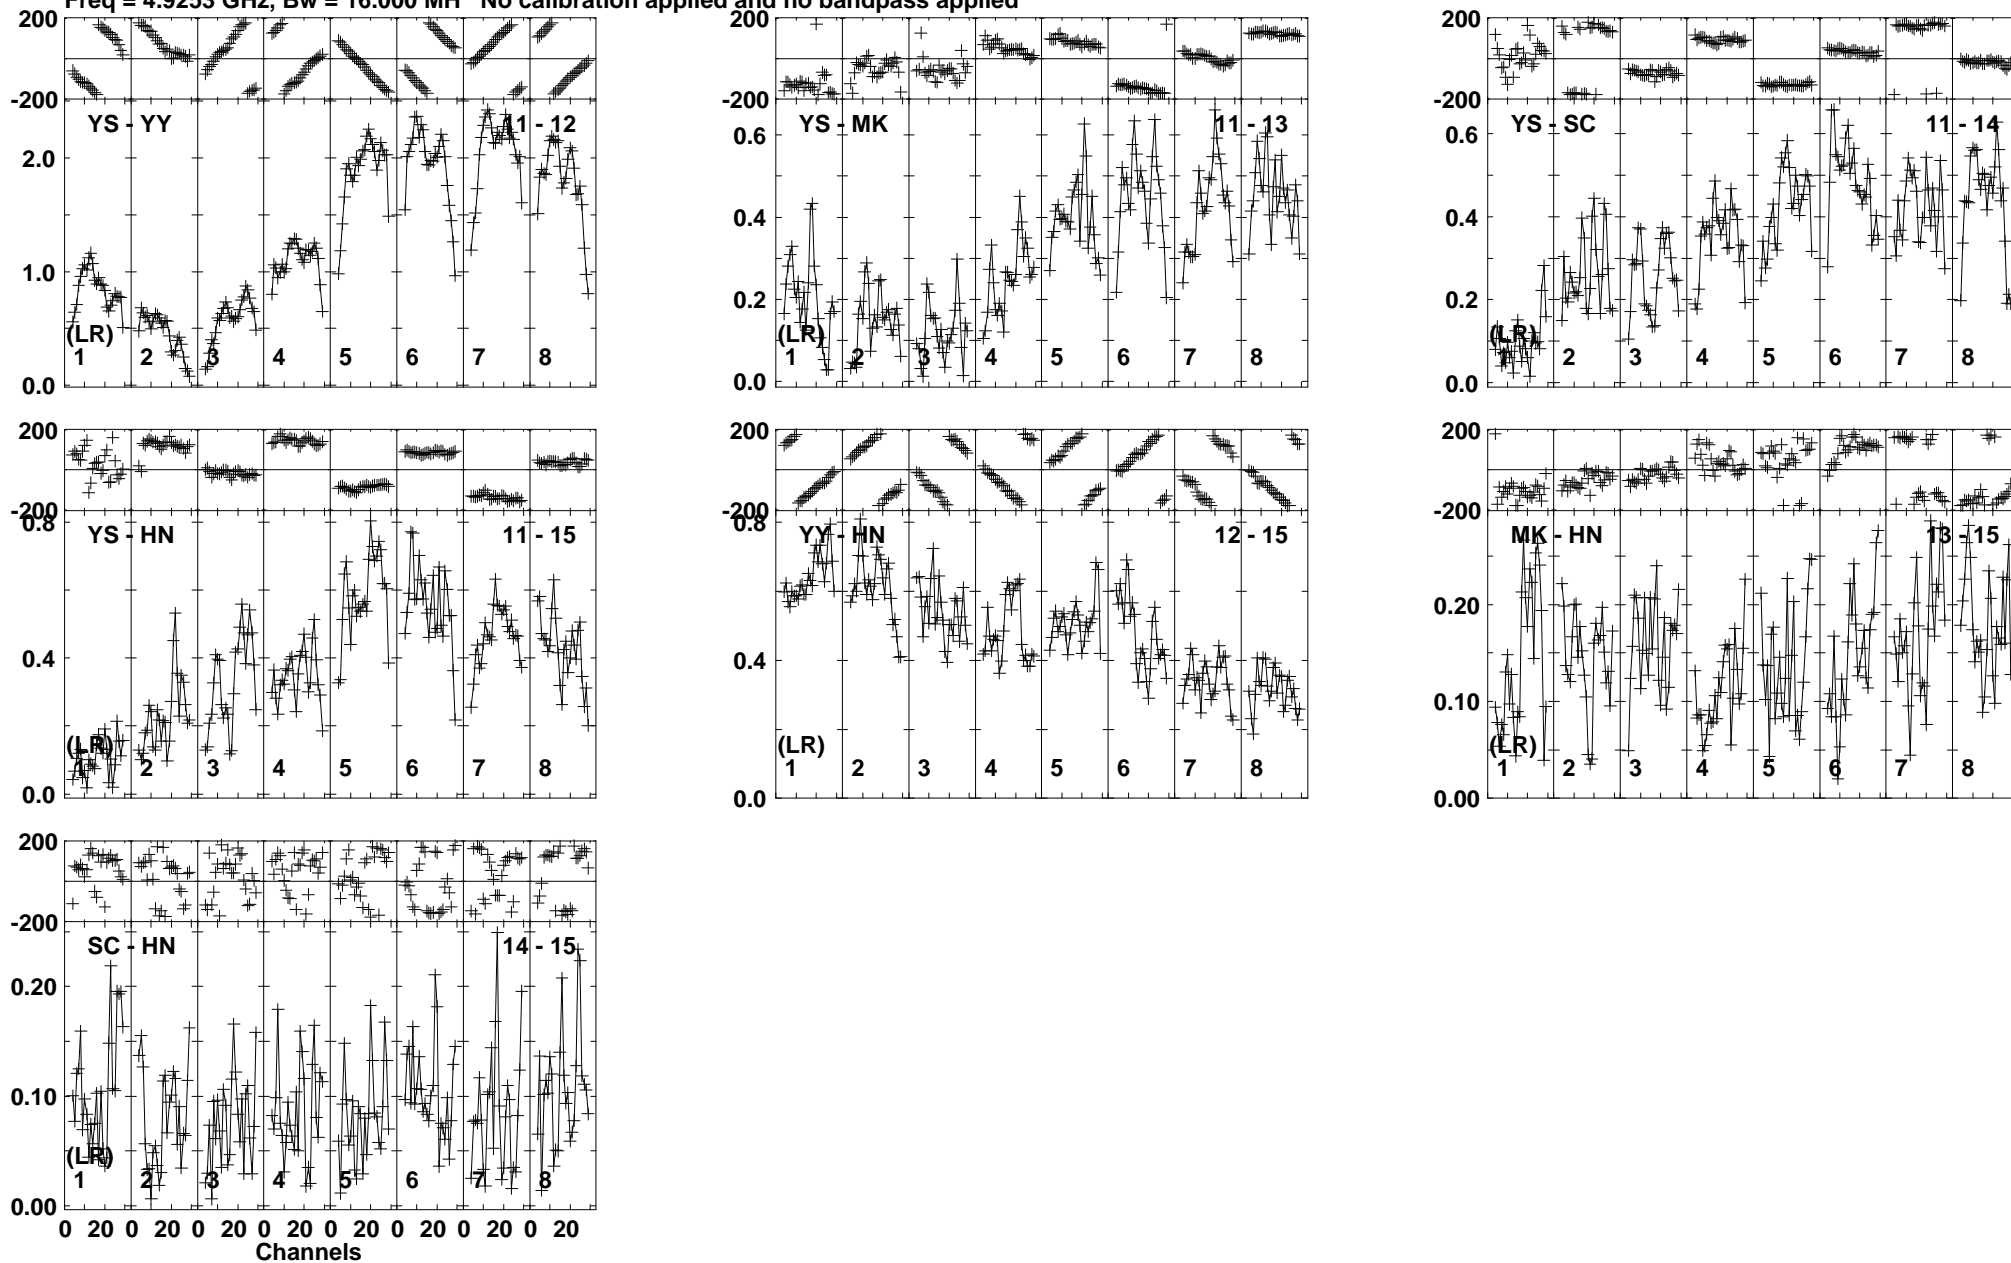 Freq = 4.9253 GHz, Bw = 16.000 MH No calibration applied and no bandpass applied
200 200 200
-200 -200 -200
YS - YY 11 - 12 YS - MK 11 - 13 YS - SC 11 - 14
2.0 0.6 0.6
0.4 0.4
1.0 0.2 0.2
(LR) (LR) (LR)
1 2 3 4 5 6 7 8 1 2 3 4 5 6 7 8 1 2 3 4 5 6 7 8
0.0 0.0 0.0
200 200 200
-200 -200 -200
0.8 0.8
YS - HN 11 - 15 YY - HN 12 - 15 MK - HN 13 - 15
0.20
0.4 0.4
0.10
(LR) (LR) (LR)
1 2 3 4 5 6 7 8 1 2 3 4 5 6 7 8 1 2 3 4 5 6 7 8
0.0 0.0 0.00
200
-200
SC - HN 14 - 15
0.20
0.10
(LR)
1 2 3 4 5 6 7 8
0.00
0 20 0 20 0 20 0 20 0 20 0 20 0 20 0 20
Channels